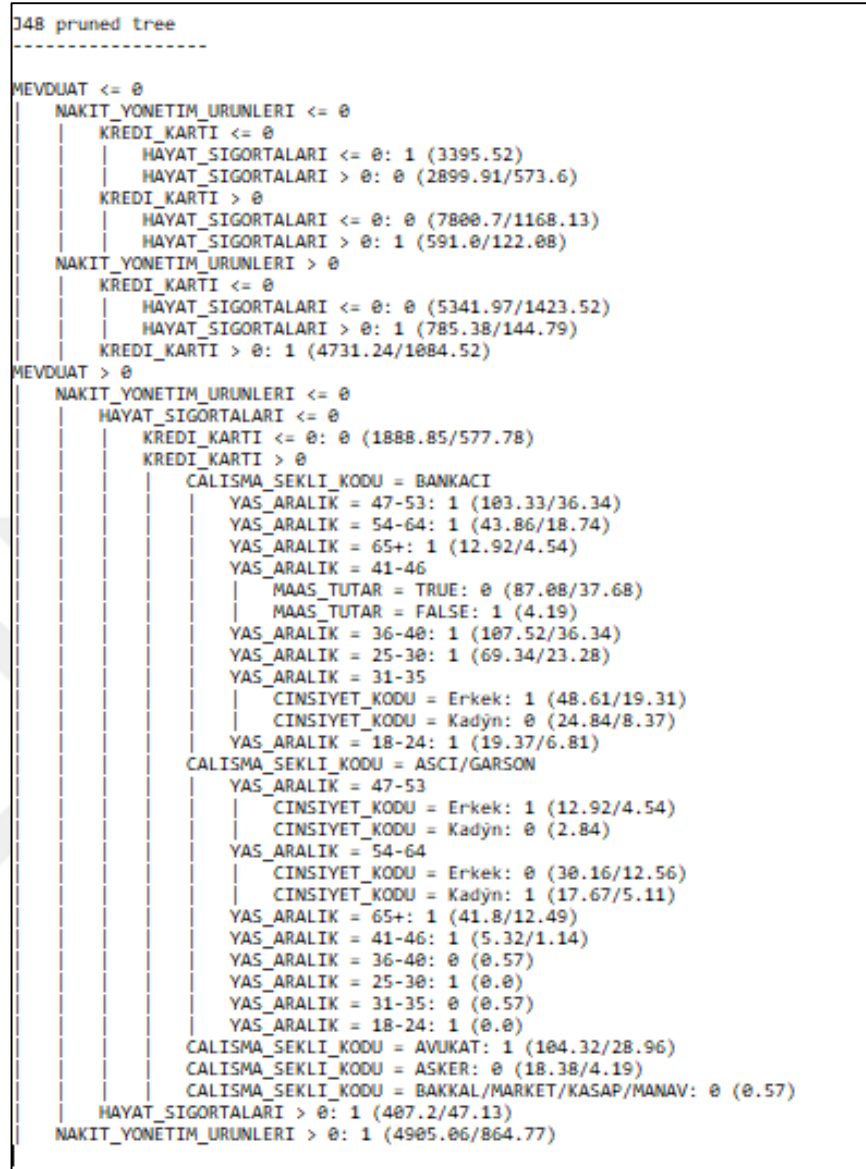 J48 pruned tree
------------------
MEVDUAT <= 0
|   NAKIT_YONETIM_URUNLERI <= 0
|   |   KREDI_KARTI <= 0
|   |   |   HAYAT_SIGORTALARI <= 0: 1 (3395.52)
|   |   |   HAYAT_SIGORTALARI > 0: 0 (2899.91/573.6)
|   |   KREDI_KARTI > 0
|   |   |   HAYAT_SIGORTALARI <= 0: 0 (7800.7/1168.13)
|   |   |   HAYAT_SIGORTALARI > 0: 1 (591.0/122.08)
|   NAKIT_YONETIM_URUNLERI > 0
|   |   KREDI_KARTI <= 0
|   |   |   HAYAT_SIGORTALARI <= 0: 0 (5341.97/1423.52)
|   |   |   HAYAT_SIGORTALARI > 0: 1 (785.38/144.79)
|   |   KREDI_KARTI > 0: 1 (4731.24/1084.52)
MEVDUAT > 0
|   NAKIT_YONETIM_URUNLERI <= 0
|   |   HAYAT_SIGORTALARI <= 0
|   |   |   KREDI_KARTI <= 0: 0 (1888.85/577.78)
|   |   |   KREDI_KARTI > 0
|   |   |   |   CALISMA_SEKLI_KODU = BANKACI
|   |   |   |   |   YAS_ARALIK = 47-53: 1 (103.33/36.34)
|   |   |   |   |   YAS_ARALIK = 54-64: 1 (43.86/18.74)
|   |   |   |   |   YAS_ARALIK = 65+: 1 (12.92/4.54)
|   |   |   |   |   YAS_ARALIK = 41-46
|   |   |   |   |   |   MAAS_TUTAR = TRUE: 0 (87.08/37.68)
|   |   |   |   |   |   MAAS_TUTAR = FALSE: 1 (4.19)
|   |   |   |   |   YAS_ARALIK = 36-40: 1 (107.52/36.34)
|   |   |   |   |   YAS_ARALIK = 25-30: 1 (69.34/23.28)
|   |   |   |   |   YAS_ARALIK = 31-35
|   |   |   |   |   |   CINSIYET_KODU = Erkek: 1 (48.61/19.31)
|   |   |   |   |   |   CINSIYET_KODU = Kadýn: 0 (24.84/8.37)
|   |   |   |   |   YAS_ARALIK = 18-24: 1 (19.37/6.81)
|   |   |   |   CALISMA_SEKLI_KODU = ASCI/GARSON
|   |   |   |   |   YAS_ARALIK = 47-53
|   |   |   |   |   |   CINSIYET_KODU = Erkek: 1 (12.92/4.54)
|   |   |   |   |   |   CINSIYET_KODU = Kadýn: 0 (2.84)
|   |   |   |   |   YAS_ARALIK = 54-64
|   |   |   |   |   |   CINSIYET_KODU = Erkek: 0 (30.16/12.56)
|   |   |   |   |   |   CINSIYET_KODU = Kadýn: 1 (17.67/5.11)
|   |   |   |   |   YAS_ARALIK = 65+: 1 (41.8/12.49)
|   |   |   |   |   YAS_ARALIK = 41-46: 1 (5.32/1.14)
|   |   |   |   |   YAS_ARALIK = 36-40: 0 (0.57)
|   |   |   |   |   YAS_ARALIK = 25-30: 1 (0.0)
|   |   |   |   |   YAS_ARALIK = 31-35: 0 (0.57)
|   |   |   |   |   YAS_ARALIK = 18-24: 1 (0.0)
|   |   |   |   CALISMA_SEKLI_KODU = AVUKAT: 1 (104.32/28.96)
|   |   |   |   CALISMA_SEKLI_KODU = ASKER: 0 (18.38/4.19)
|   |   |   |   CALISMA_SEKLI_KODU = BAKKAL/MARKET/KASAP/MANAV: 0 (0.57)
|   |   HAYAT_SIGORTALARI > 0: 1 (407.2/47.13)
|   NAKIT_YONETIM_URUNLERI > 0: 1 (4905.06/864.77)